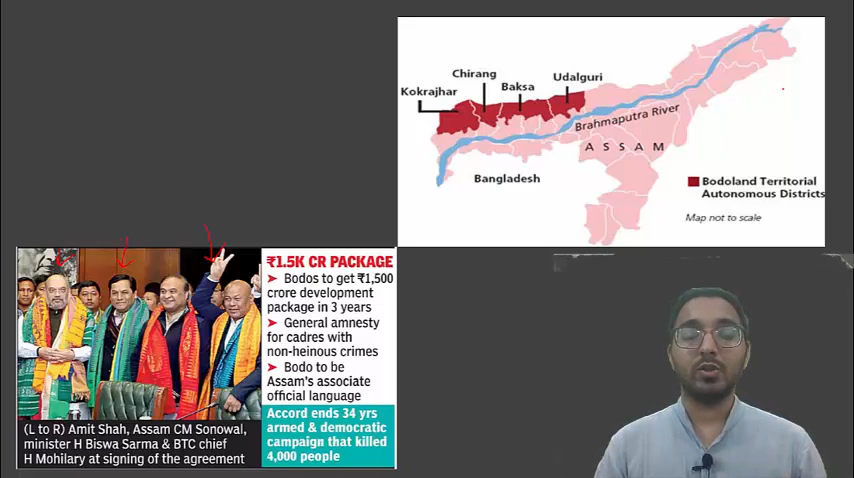 Chirang
Udalguri
Baksa
Kokrajhar
Brahmaputra River
ASSAM
Bangladesh
Bodoland Territorial
Autonomous Districts
Map not to scale
₹1.5K CR PACKAGE
➤ Bodos to get ₹1,500
crore development
package in 3 years
➤ General amnesty
for cadres with
non-heinous crimes
➤ Bodo to be
Assam's associate
official language
Accord ends 34 yrs
armed & democratic
campaign that killed
4,000 people
(L to R) Amit Shah, Assam CM Sonowal,
minister H Biswa Sarma & BTC chief
H Mohilary at signing of the agreement